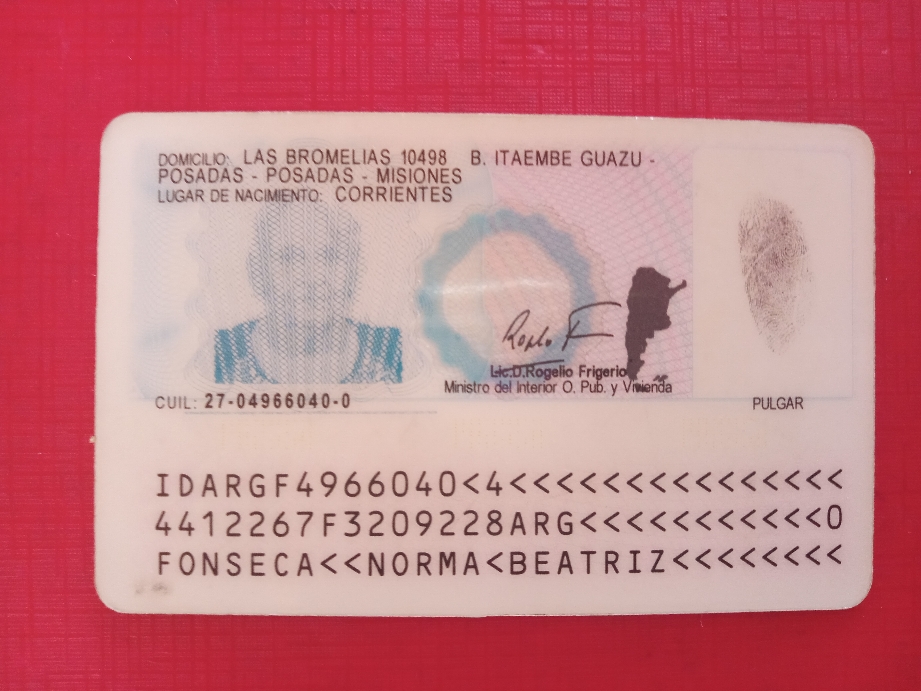 DOMICILIO: LAS BROMELIAS 10498 B. ITAEMBE GUAZU -
POSADAS - POSADAS - MISIONES
LUGAR DE NACIMIENTO: CORRIENTES
Lic.D.Rogelio Frigerio
Ministro del Interior O. Pub. y Vivienda
CUIL: 27-04966040-0
PULGAR
IDARGF4966040<4<<<<<<<<<<<<<<<
4412267F3209228ARG<<<<<<<<<<<0
FONSECA<<NORMA<BEATRIZ<<<<<<<<